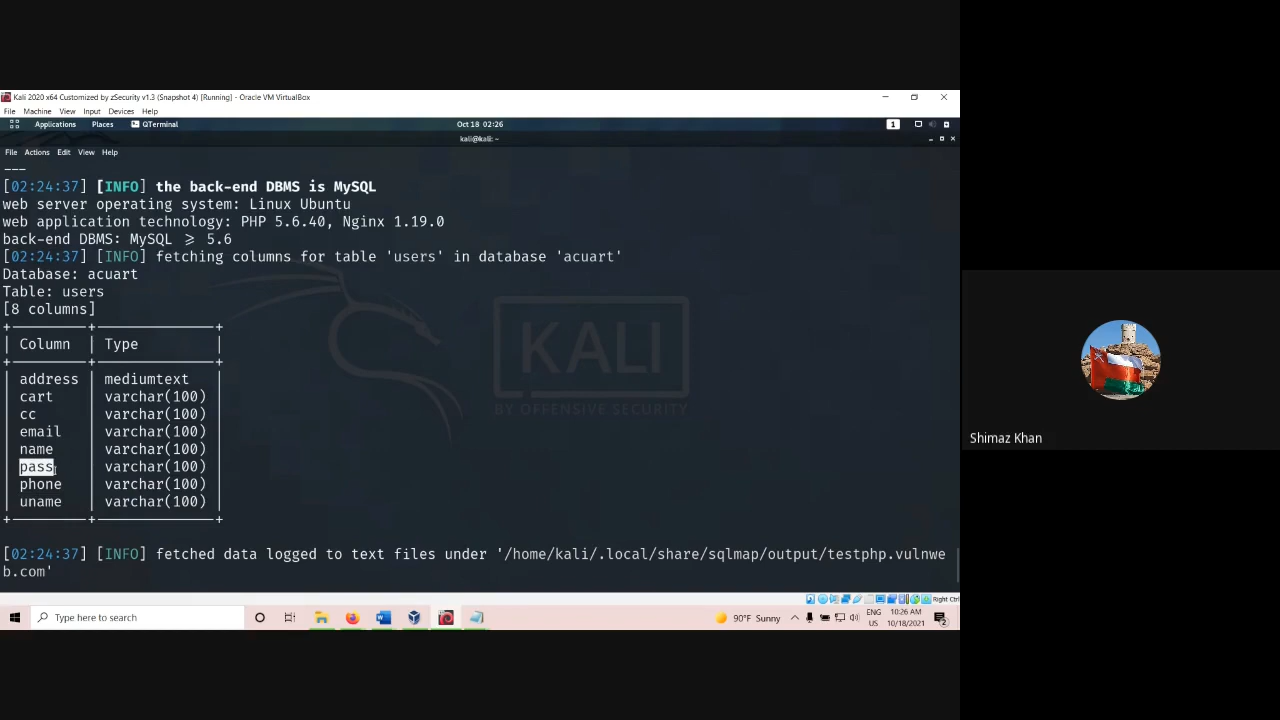 Kali 2020 x64 Customized by zSecurity v1.3 (Snapshot 4) [Running] - Oracle VM VirtualBox
File Machine View Input Devices Help
Applications Places QTerminal Oct 18 02:26 1
kali@kali: ~
File Actions Edit View Help
---
[02:24:37] [INFO] the back-end DBMS is MySQL
web server operating system: Linux Ubuntu
web application technology: PHP 5.6.40, Nginx 1.19.0
back-end DBMS: MySQL ≥ 5.6
[02:24:37] [INFO] fetching columns for table 'users' in database 'acuart'
Database: acuart
Table: users
[8 columns]
Column | Type
address | mediumtext
cart | varchar(100)
cc | varchar(100)
email | varchar(100)
name | varchar(100)
pass | varchar(100)
phone | varchar(100)
uname | varchar(100)
[02:24:37] [INFO] fetched data logged to text files under '/home/kali/.local/share/sqlmap/output/testphp.vulnwe
b.com'
KALI
BY OFFENSIVE SECURITY
Shimaz Khan
Right Ctrl
Type here to search
90°F Sunny
ENG
US
10:26 AM
10/18/2021
2